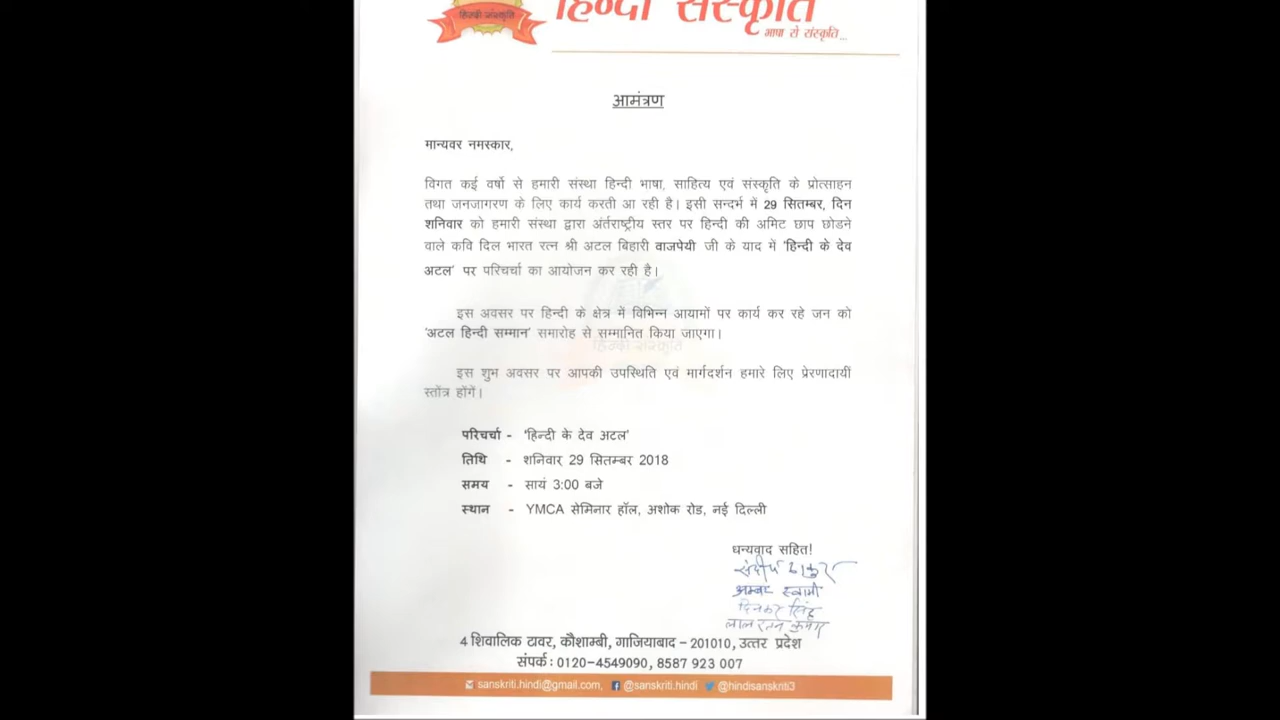 हिन्दी संस्कृति
हिन्दी संस्कृति
भाषा से संस्कृति...
आमंत्रण
मान्यवर नमस्कार,
विगत कई वर्षो से हमारी संस्था हिन्दी भाषा, साहित्य एवं संस्कृति के प्रोत्साहन
तथा जनजागरण के लिए कार्य करती आ रही है। इसी सन्दर्भ में 29 सितम्बर, दिन
शनिवार को हमारी संस्था द्वारा अंर्तराष्ट्रीय स्तर पर हिन्दी की अमिट छाप छोडने
वाले कवि दिल भारत रत्न श्री अटल बिहारी वाजपेयी जी के याद में 'हिन्दी के देव
अटल' पर परिचर्चा का आयोजन कर रही है।
इस अवसर पर हिन्दी के क्षेत्र में विभिन्न आयामों पर कार्य कर रहे जन को
'अटल हिन्दी सम्मान' समारोह से सम्मानित किया जाएगा।
हिन्दी संस्कृति
इस शुभ अवसर पर आपकी उपस्थिति एवं मार्गदर्शन हमारे लिए प्रेरणादायीं
स्तोंत्र होंगें।
परिचर्चा - 'हिन्दी के देव अटल'
तिथि - शनिवार् 29 सितम्बर 2018
समय - सायं 3:00 बजे
स्थान - YMCA सेमिनार हॉल, अशोक रोड, नई दिल्ली
धन्यवाद सहित!
संदीप ठाकुर
अम्बर स्वामी
दिनकर सिंह
लाल रत्न कुमार
4 शिवालिक टावर, कौशाम्बी, गाजियाबाद – 201010, उत्तर प्रदेश
संपर्क : 0120-4549090, 8587 923 007
sanskriti.hindi@gmail.com, @sanskriti.hindi @hindisanskriti3